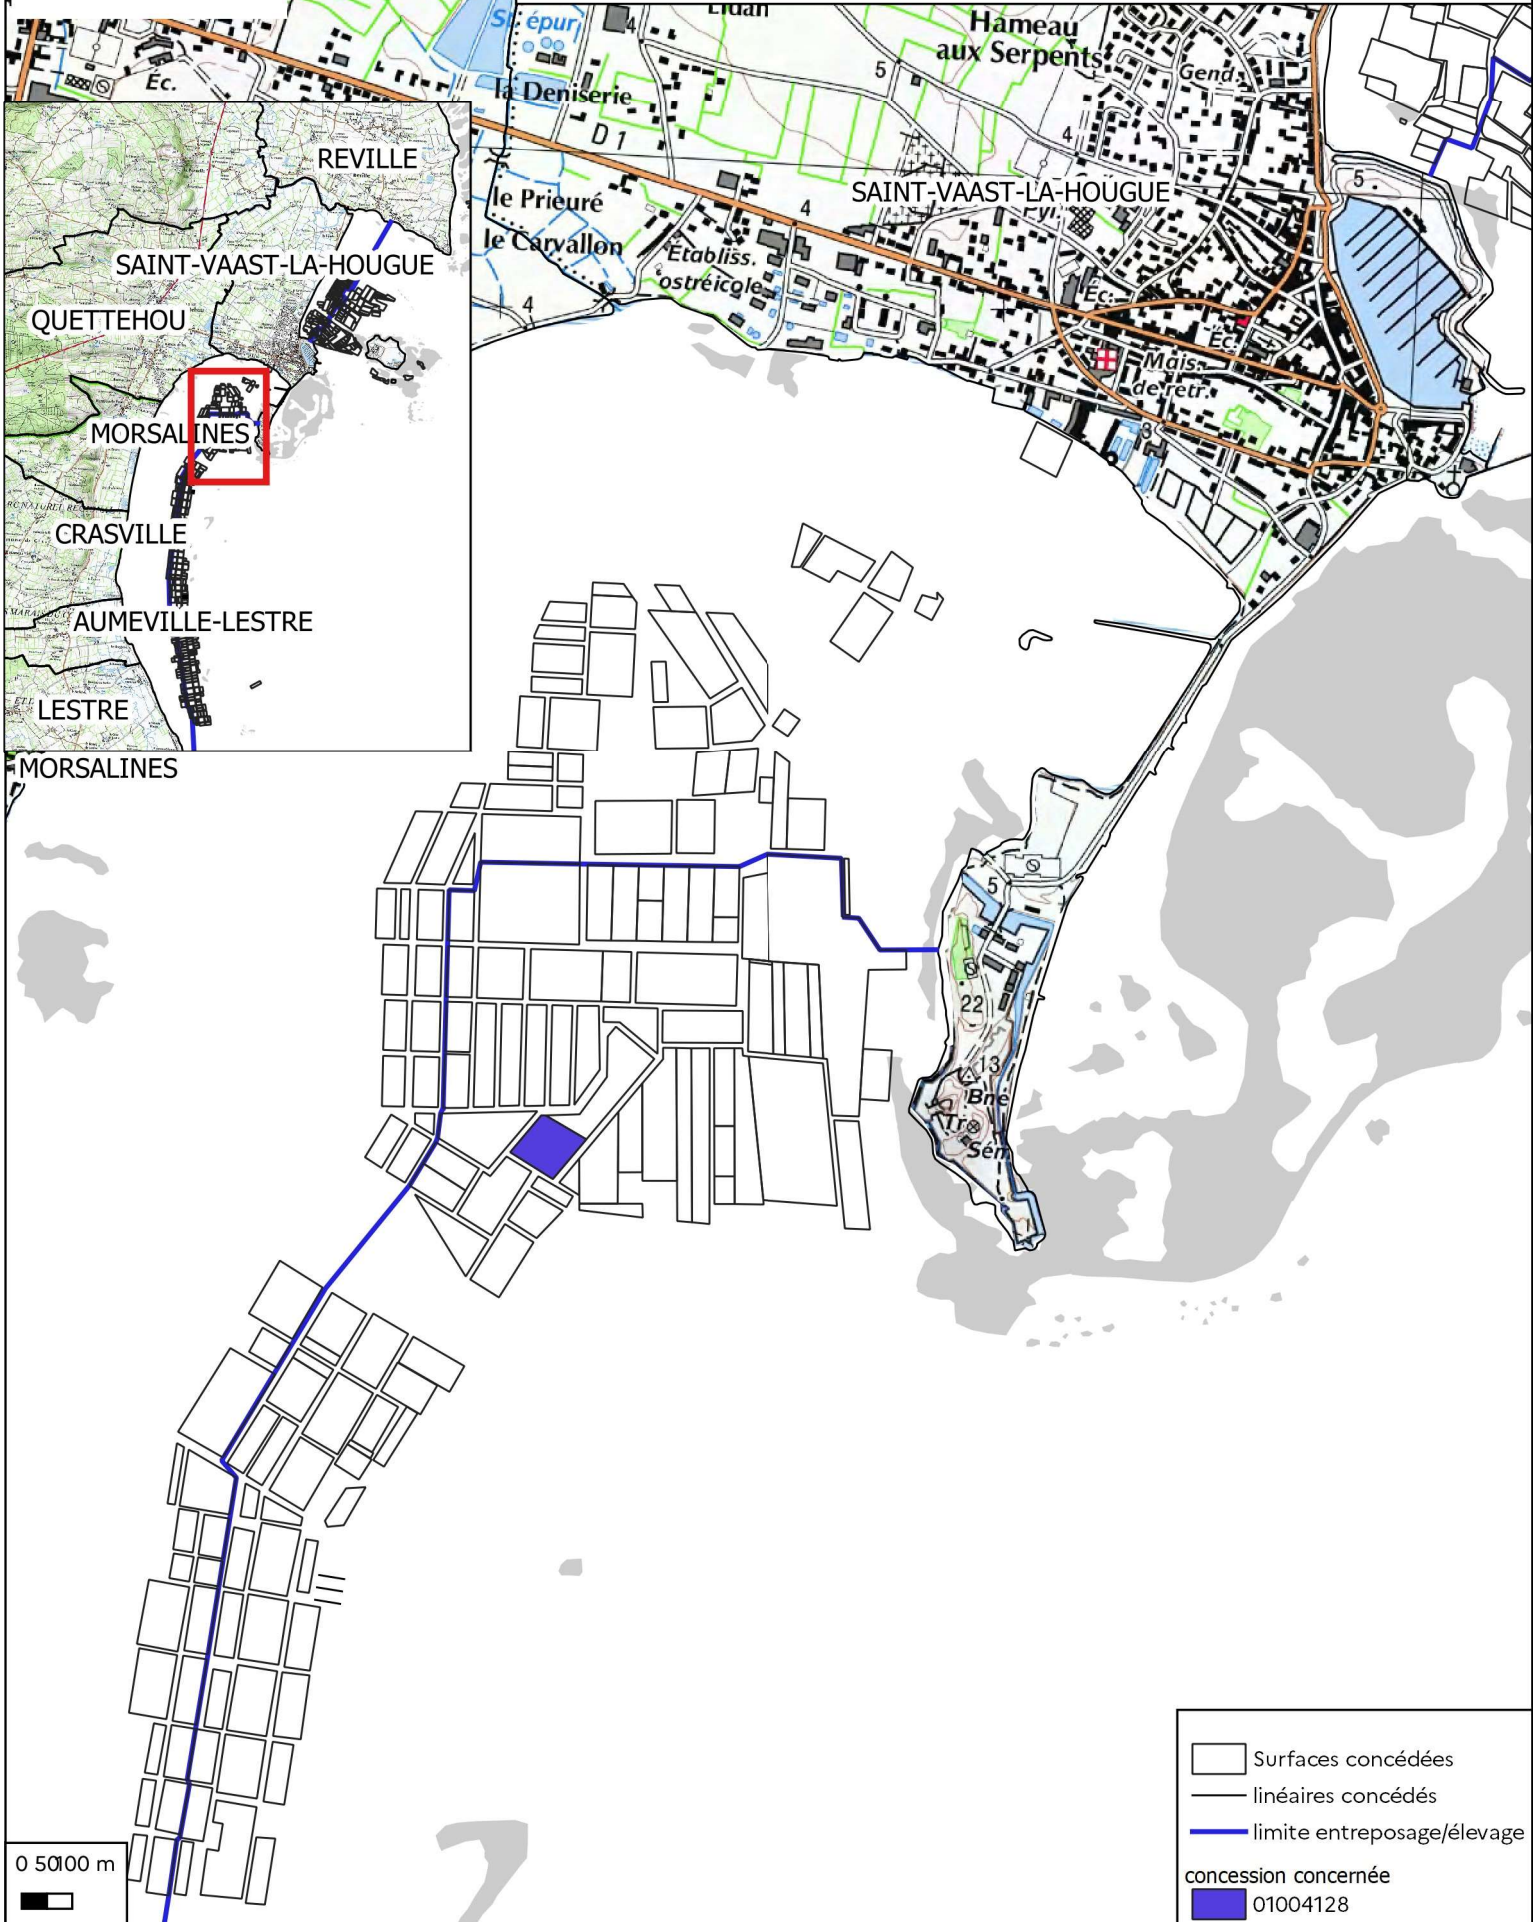 St épur
Hameau
aux Serpents
Gend.
Éc.
5
la Deniserie
4
D 1
REVILLE
le Prieuré
le Carvallon
4
SAINT-VAAST-LA-HOUGUE
5
Établiss.
ostréicole
4
SAINT-VAAST-LA-HOUGUE
QUETTEHOU
Éc.
Éc.
Mais.
de retr.
3
MORSALINES
CRASVILLE
AUMEVILLE-LESTRE
LESTRE
MORSALINES
5
22
13
Bne
Tr
Sém
Surfaces concédées
linéaires concédés
limite entreposage/élevage
concession concernée
01004128
0 50100 m